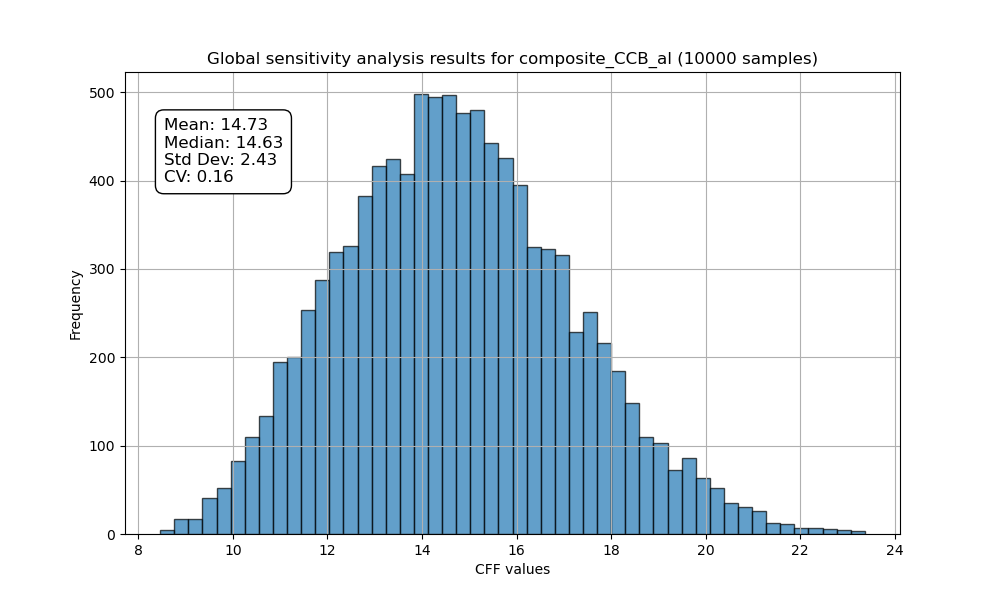 Global sensitivity analysis results for composite_CCB_al (10000 samples)
500
400
300
200
100
0
Frequency
Mean: 14.73
Median: 14.63
Std Dev: 2.43
CV: 0.16
8 10 12 14 16 18 20 22 24
CFF values